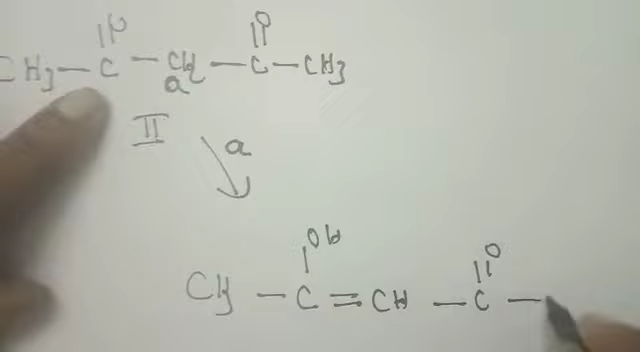 O O
CH3 — C — CH2 — C — CH3
a
II
a
OH O
CH3 — C = CH — C —